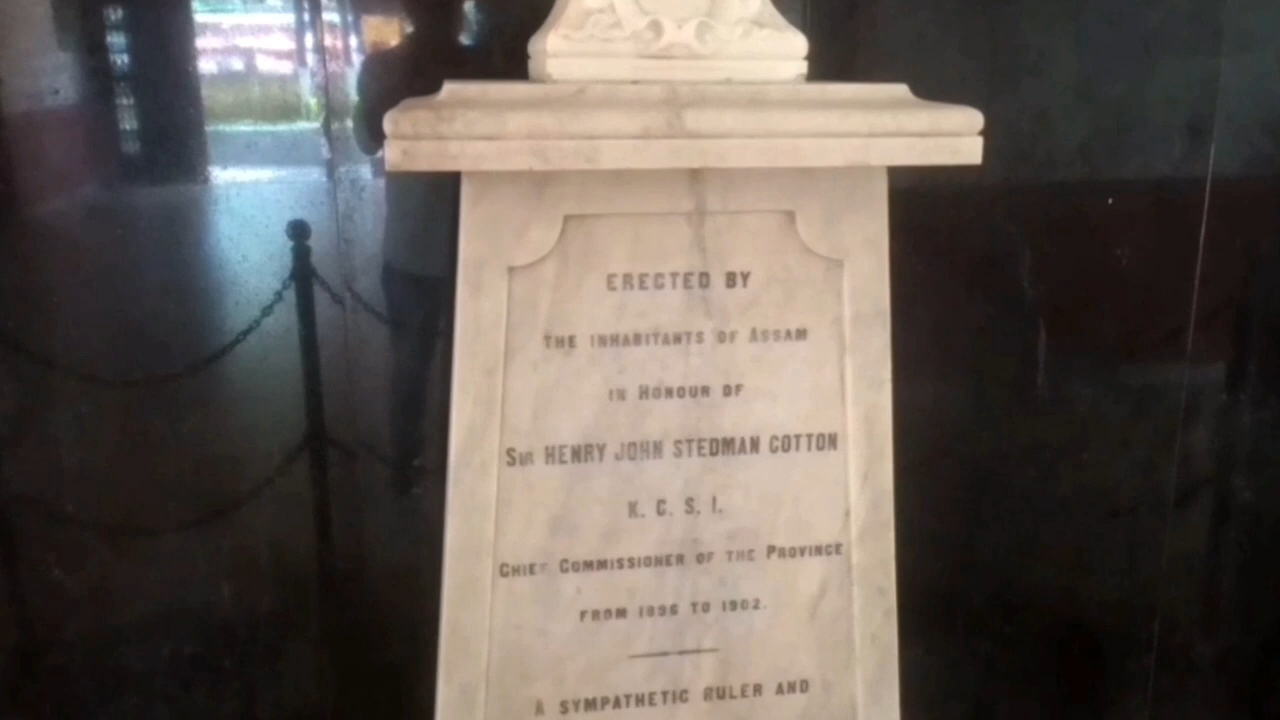 ERECTED BY
THE INHABITANTS OF ASSAM
IN HONOUR OF
SIR HENRY JOHN STEDMAN COTTON
K. C. S. I.
CHIEF COMMISSIONER OF THE PROVINCE
FROM 1896 TO 1902.
A SYMPATHETIC RULER AND